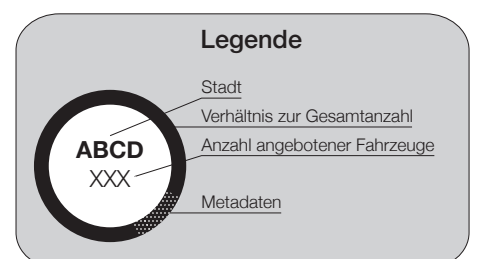 Legende
Stadt
Verhältnis zur Gesamtanzahl
Anzahl angebotener Fahrzeuge
ABCD
XXX
Metadaten